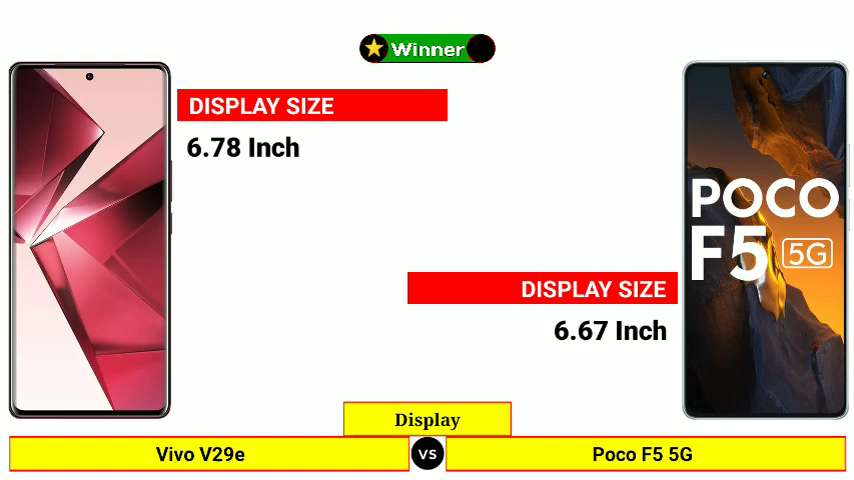 Winner
DISPLAY SIZE
6.78 Inch
POCO
F5 5G
DISPLAY SIZE
6.67 Inch
Display
Vivo V29e
VS
Poco F5 5G